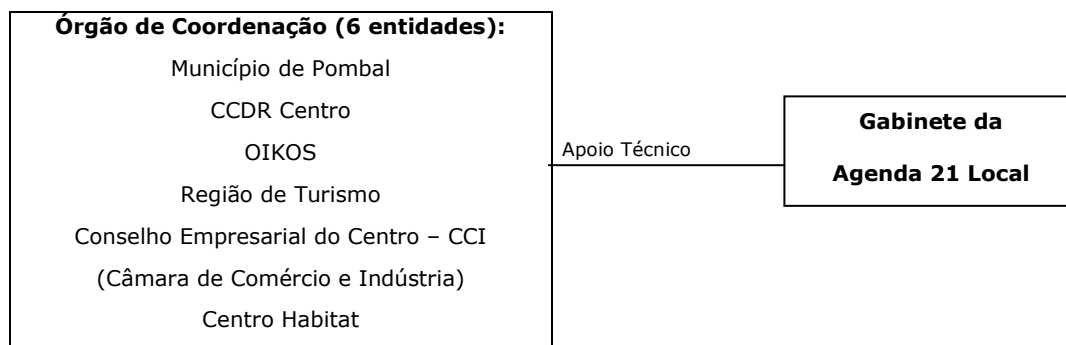 Órgão de Coordenação (6 entidades):
Município de Pombal
CCDR Centro
OIKOS
Região de Turismo
Conselho Empresarial do Centro – CCI
(Câmara de Comércio e Indústria)
Centro Habitat
Apoio Técnico
Gabinete da
Agenda 21 Local